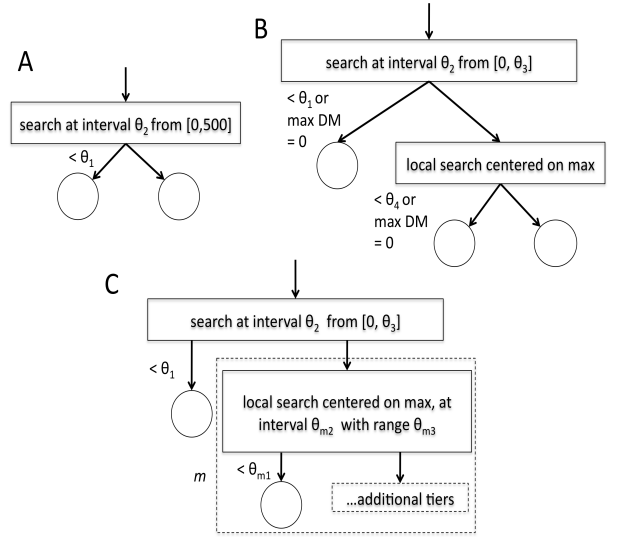 A
search at interval θ2 from [0,500]
< θ1
B
search at interval θ2 from [0, θ3]
< θ1 or
max DM
= 0
local search centered on max
< θ4 or
max DM
= 0
C
search at interval θ2 from [0, θ3]
< θ1
local search centered on max, at
interval θm2 with range θm3
m
< θm1
...additional tiers